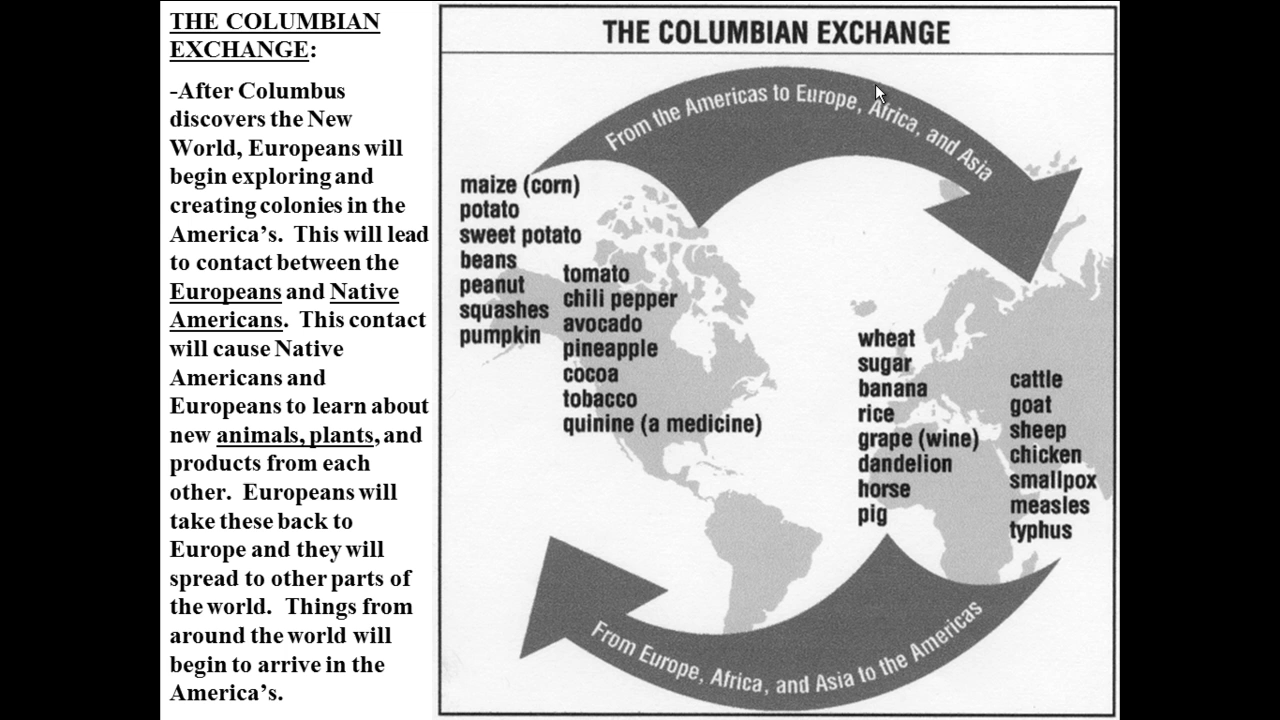 THE COLUMBIAN
EXCHANGE:
-After Columbus
discovers the New
World, Europeans will
begin exploring and
creating colonies in the
America's. This will lead
to contact between the
Europeans and Native
Americans. This contact
will cause Native
Americans and
Europeans to learn about
new animals, plants, and
products from each
other. Europeans will
take these back to
Europe and they will
spread to other parts of
the world. Things from
around the world will
begin to arrive in the
America's.
THE COLUMBIAN EXCHANGE
From the Americas to Europe, Africa, and Asia
maize (corn)
potato
sweet potato
beans
peanut
squashes
pumpkin
tomato
chili pepper
avocado
pineapple
cocoa
tobacco
quinine (a medicine)
wheat
sugar
banana
rice
grape (wine)
dandelion
horse
pig
cattle
goat
sheep
chicken
smallpox
measles
typhus
From Europe, Africa, and Asia to the Americas